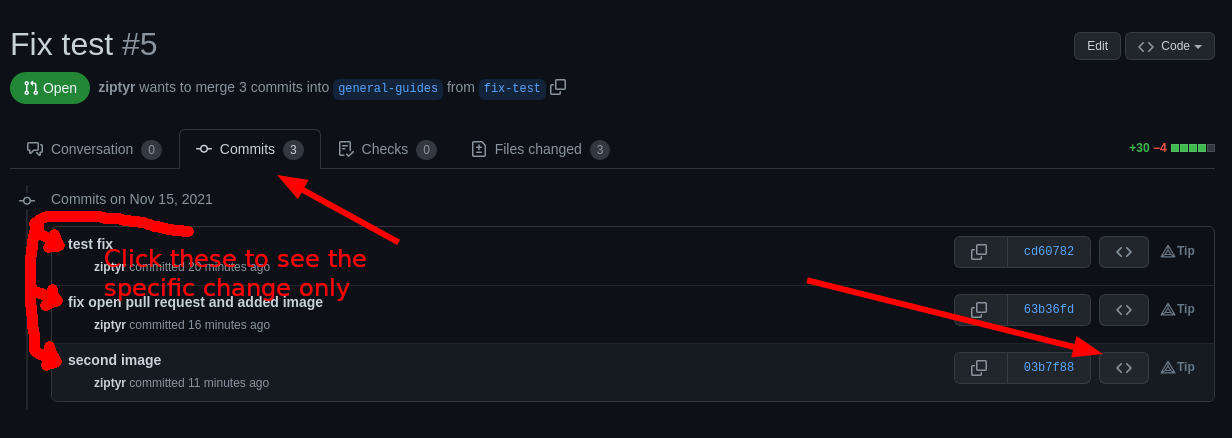 Fix test #5
Edit
Code
Open
ziptyr wants to merge 3 commits into general-guides from fix-test
Conversation 0
Commits 3
Checks 0
Files changed 3
+30 −4
Commits on Nov 15, 2021
test fix
ziptyr committed 20 minutes ago
Click these to see the
specific change only
cd60782
Tip
fix open pull request and added image
ziptyr committed 16 minutes ago
63b36fd
Tip
second image
ziptyr committed 11 minutes ago
03b7f88
Tip